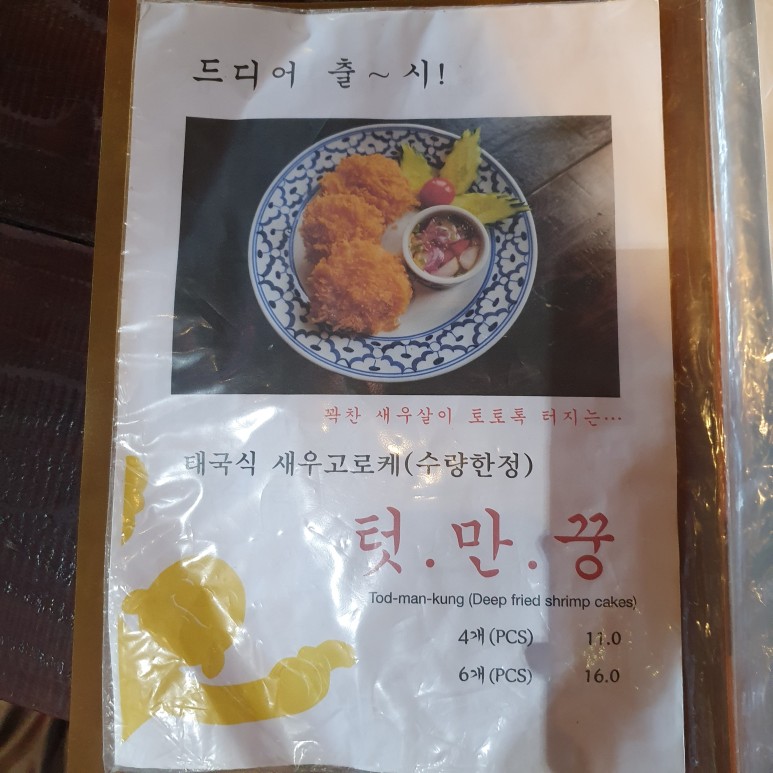 드디어 출~시!
꽉찬 새우살이 토토톡 터지는...
태국식 새우고로케(수량한정)
텃.만.꿍
Tod-man-kung (Deep fried shrimp cakes)
4개(PCS) 11.0
6개(PCS) 16.0